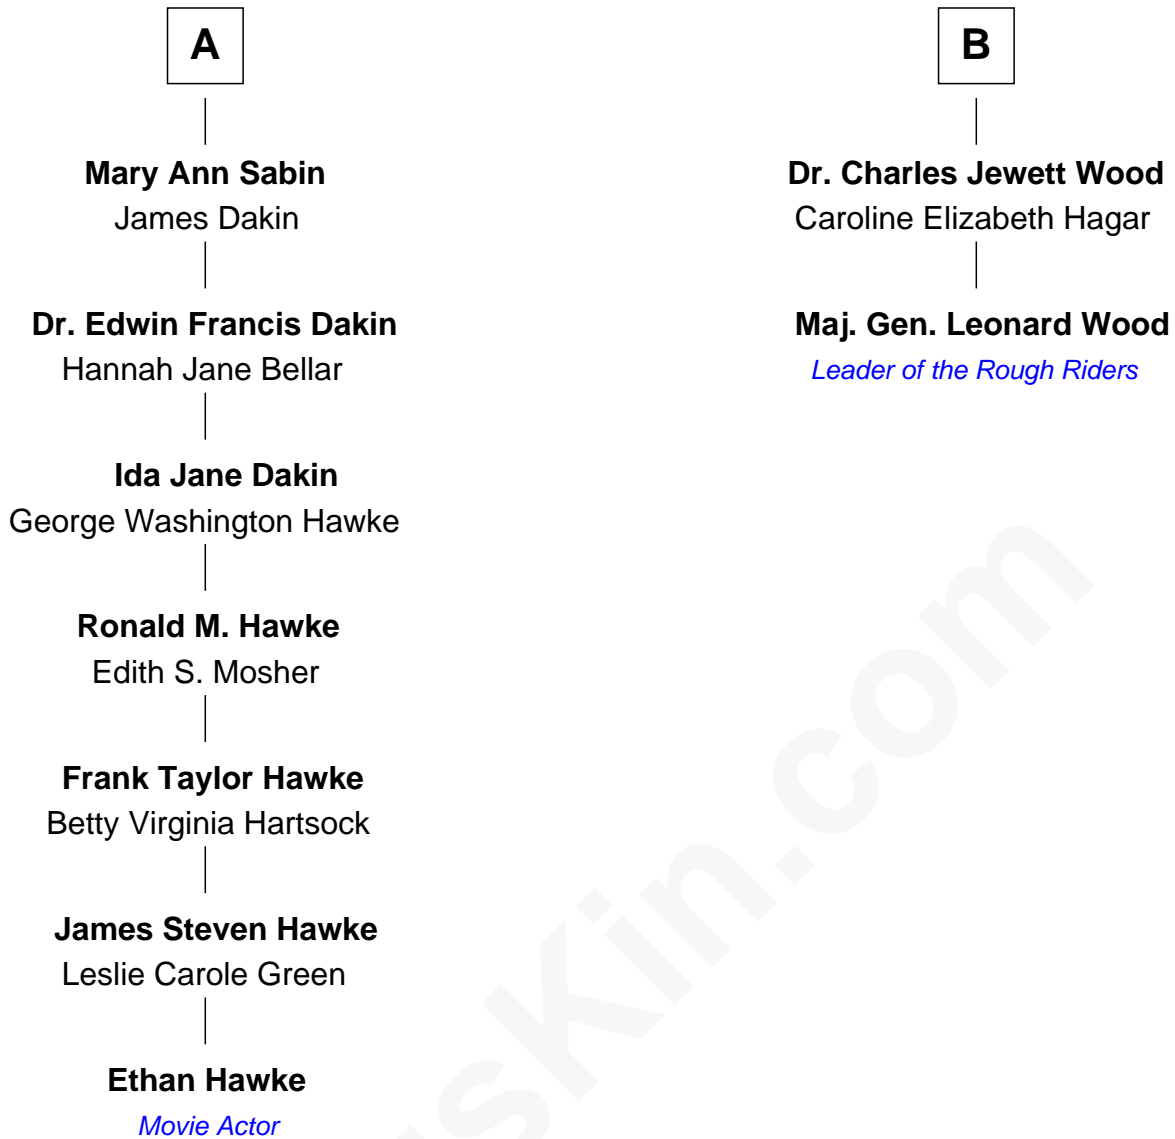 A
Mary Ann Sabin
James Dakin
Dr. Edwin Francis Dakin
Hannah Jane Bellar
Ida Jane Dakin
George Washington Hawke
Ronald M. Hawke
Edith S. Mosher
Frank Taylor Hawke
Betty Virginia Hartsock
James Steven Hawke
Leslie Carole Green
Ethan Hawke
Movie Actor
B
Dr. Charles Jewett Wood
Caroline Elizabeth Hagar
Maj. Gen. Leonard Wood
Leader of the Rough Riders
sKin.com